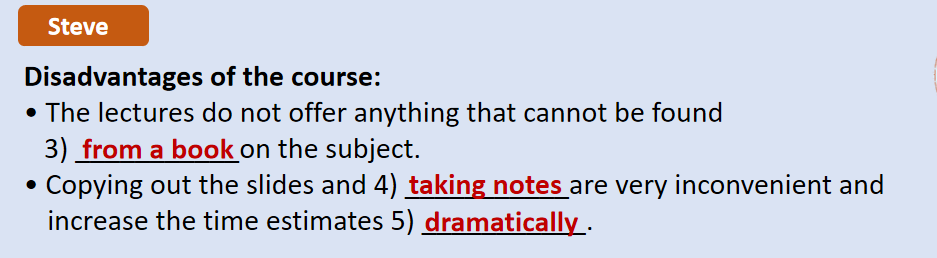 Steve
Disadvantages of the course:
• The lectures do not offer anything that cannot be found
3) from a book on the subject.
• Copying out the slides and 4) taking notes are very inconvenient and
increase the time estimates 5) dramatically.